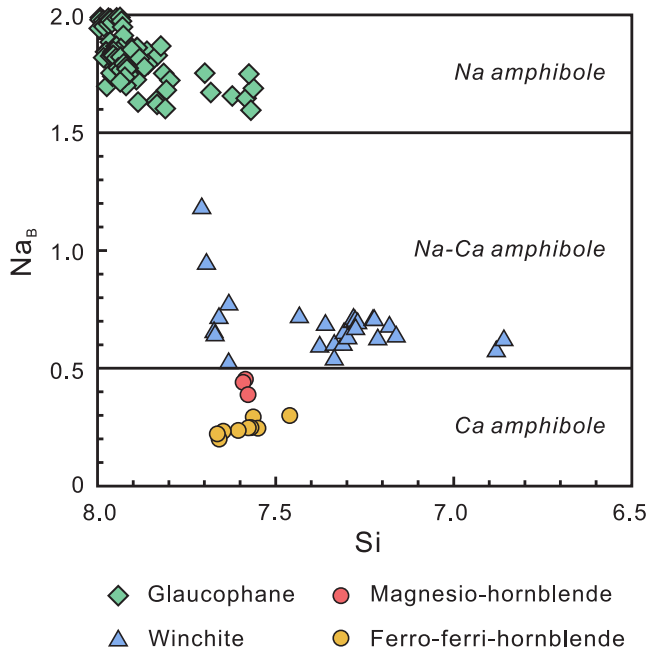 2.0
Na amphibole
1.5
Na-Ca amphibole
1.0
NaB
0.5
Ca amphibole
0
8.0 7.5 7.0 6.5
Si
Glaucophane Magnesio-hornblende
Winchite Ferro-ferri-hornblende